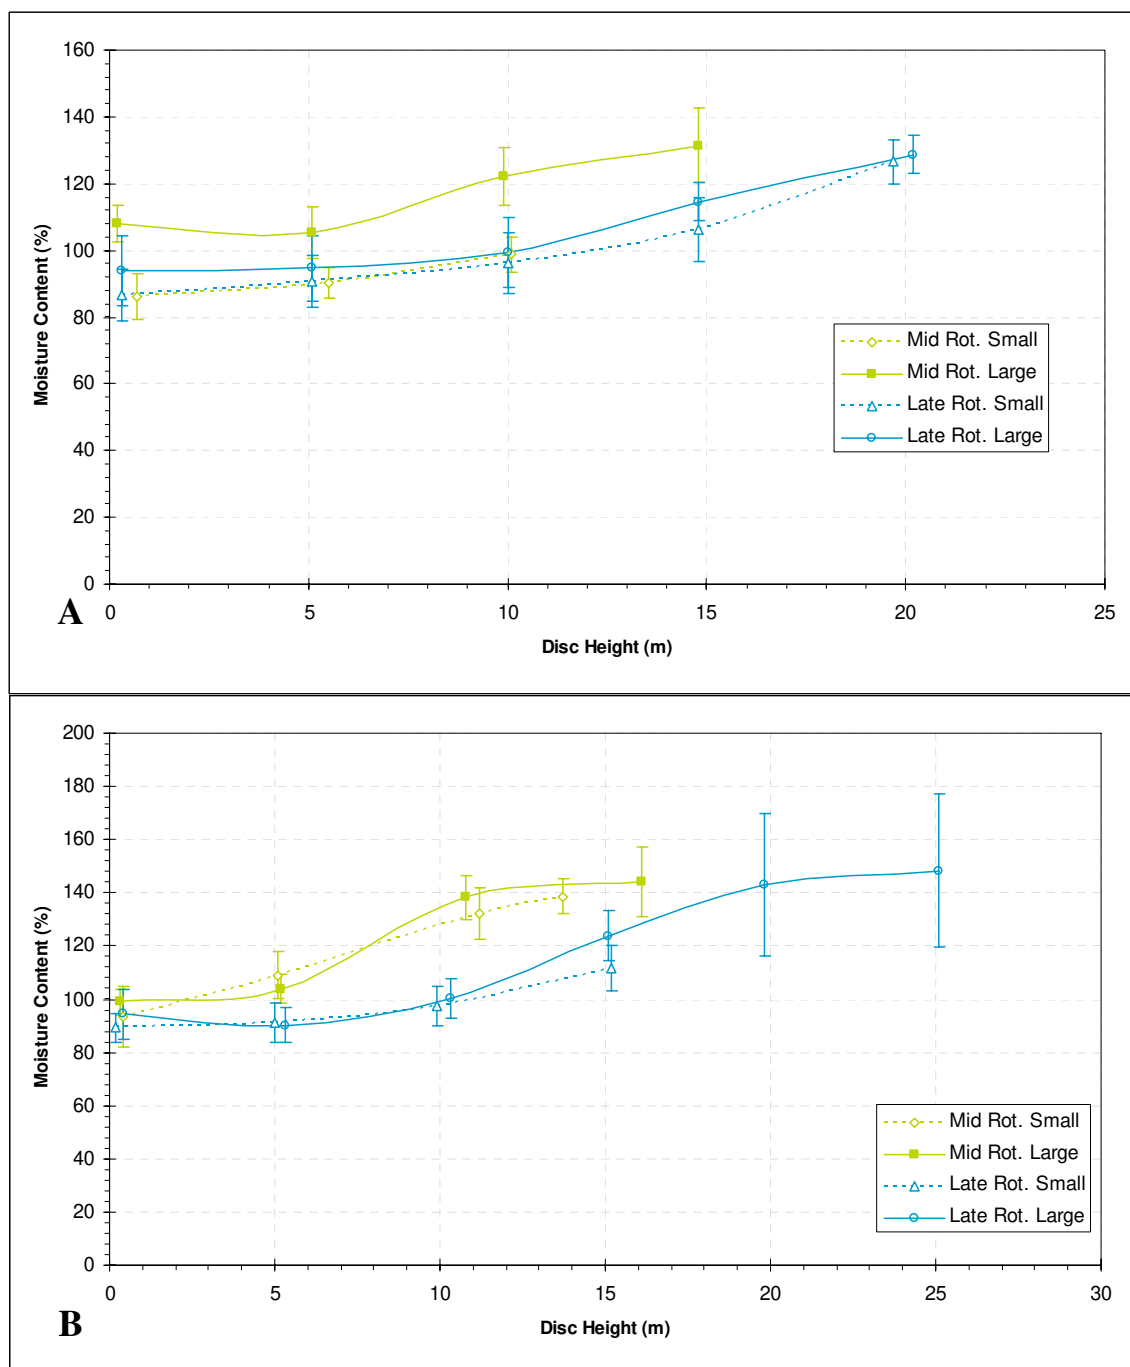 160
140
120
100
80
60
40
20
0
Moisture Content (%)
Mid Rot. Small
Mid Rot. Large
Late Rot. Small
Late Rot. Large
0 5 10 15 20 25
A
Disc Height (m)
200
180
160
140
120
100
80
60
40
20
0
Moisture Content (%)
Mid Rot. Small
Mid Rot. Large
Late Rot. Small
Late Rot. Large
0 5 10 15 20 25 30
B
Disc Height (m)